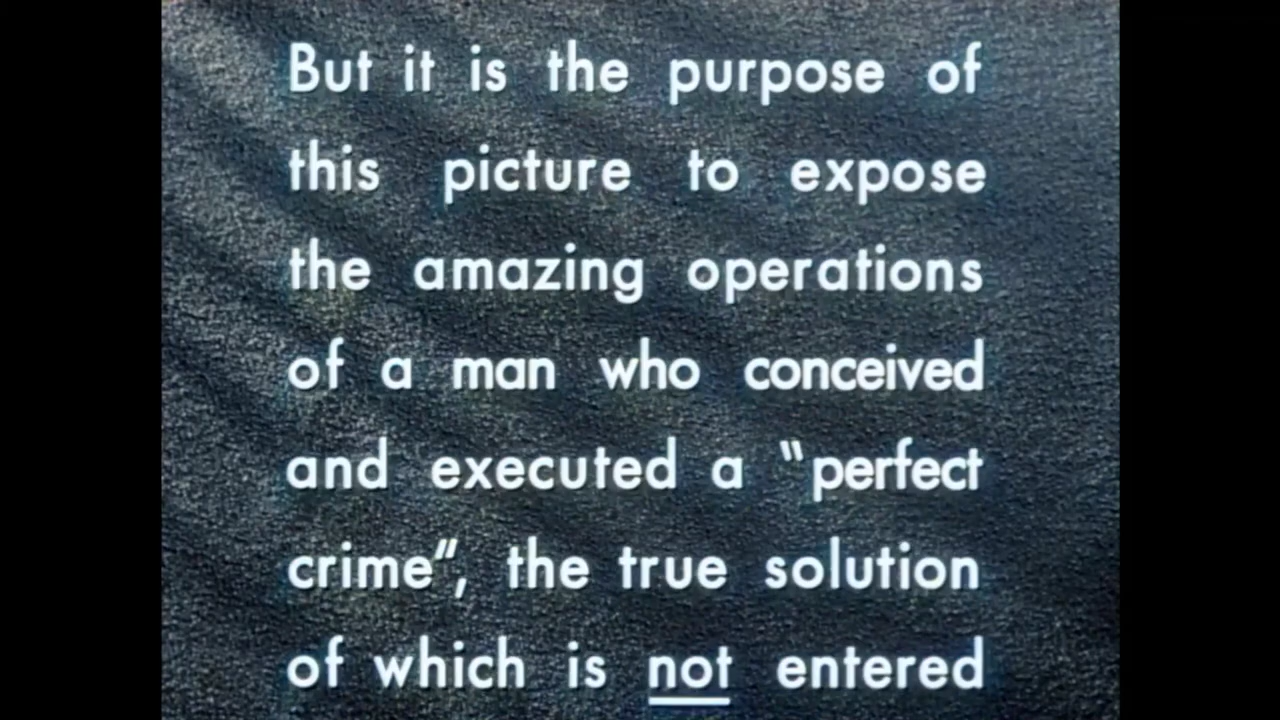 But it is the purpose of
this picture to expose
the amazing operations
of a man who conceived
and executed a "perfect
crime", the true solution
of which is not entered